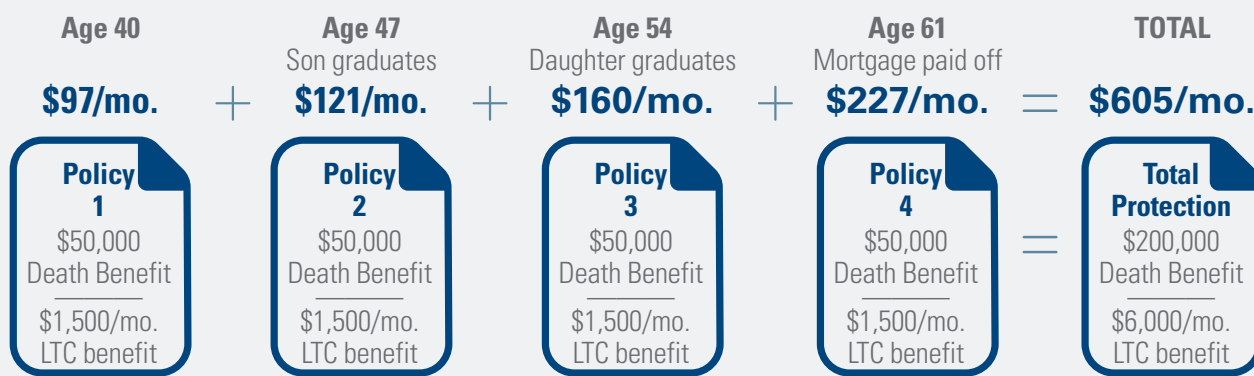 Age 40
$97/mo.
+
Age 47
Son graduates
$121/mo.
+
Age 54
Daughter graduates
$160/mo.
+
Age 61
Mortgage paid off
$227/mo.
=
TOTAL
$605/mo.
Policy
1
$50,000
Death Benefit
$1,500/mo.
LTC benefit
Policy
2
$50,000
Death Benefit
$1,500/mo.
LTC benefit
Policy
3
$50,000
Death Benefit
$1,500/mo.
LTC benefit
Policy
4
$50,000
Death Benefit
$1,500/mo.
LTC benefit
=
Total
Protection
$200,000
Death Benefit
$6,000/mo.
LTC benefit